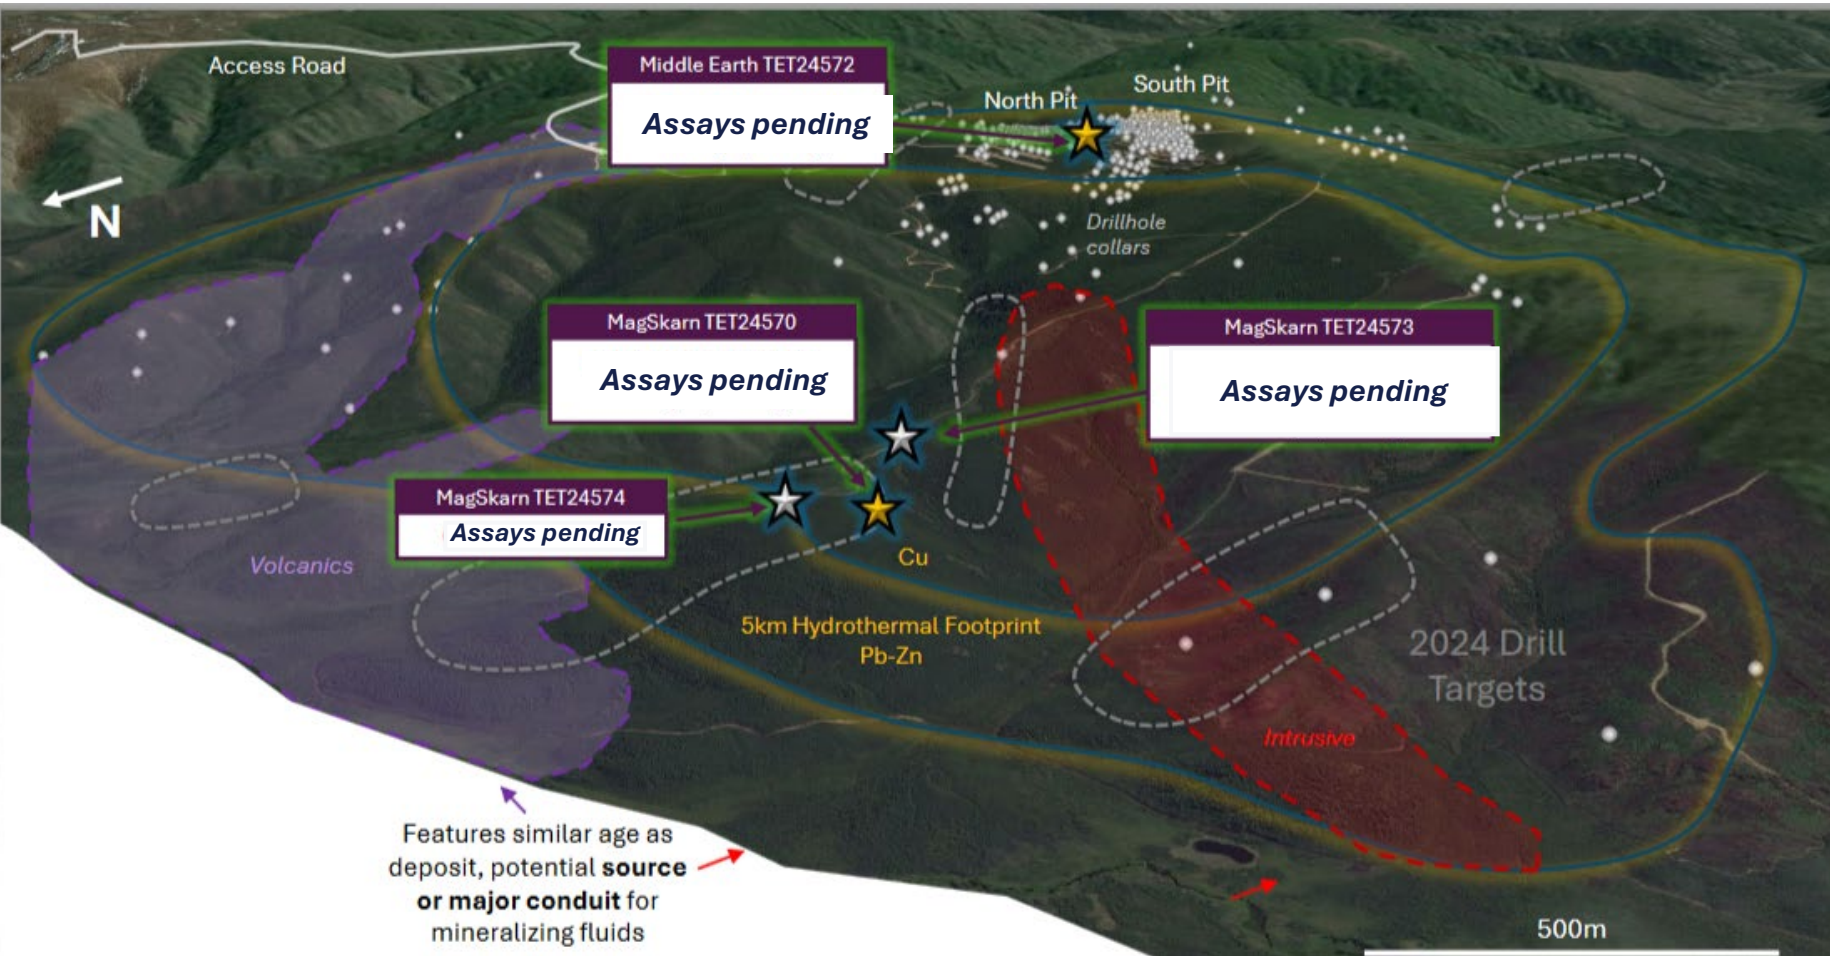 Access Road
Middle Earth TET24572
Assays pending
North Pit
South Pit
N
Drillhole
collars
MagSkarn TET24570
Assays pending
MagSkarn TET24573
Assays pending
MagSkarn TET24574
Assays pending
Volcanics
Cu
5km Hydrothermal Footprint
Pb-Zn
2024 Drill
Targets
Intrusive
Features similar age as
deposit, potential source
or major conduit for
mineralizing fluids
500m